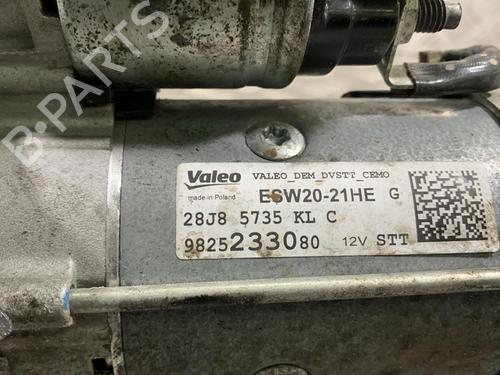 B-PARTS
Valeo VALEO_DEM_DVSTT_CEMO
made in Poland ESW20-21HE G
28J8 5735 KL C
9825233080 12V STT